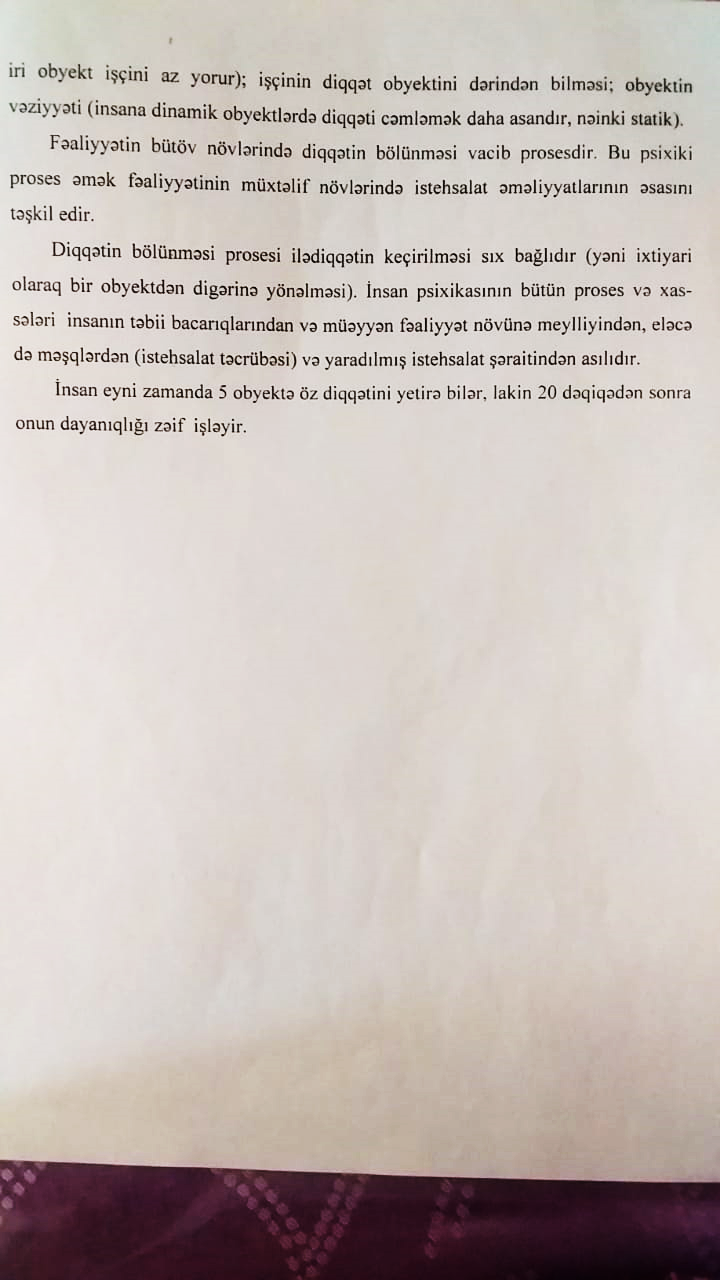 iri obyekt işçini az yorur); işçinin diqqət obyektini dərindən bilməsi; obyektin
vəziyyəti (insana dinamik obyektlərdə diqqəti cəmləmək daha asandır, nəinki statik).
Fəaliyyətin bütöv növlərində diqqətin bölünməsi vacib prosesdir. Bu psixiki
proses əmək fəaliyyətinin müxtəlif növlərində istehsalat əməliyyatlarının əsasını
təşkil edir.
Diqqətin bölünməsi prosesi ilədiqqətin keçirilməsi sıx bağlıdır (yəni ixtiyari
olaraq bir obyektdən digərinə yönəlməsi). İnsan psixikasının bütün proses və xas-
sələri insanın təbii bacarıqlarından və müəyyən fəaliyyət növünə meylliyindən, eləcə
də məşqlərdən (istehsalat təcrübəsi) və yaradılmış istehsalat şəraitindən asılıdır.
İnsan eyni zamanda 5 obyektə öz diqqətini yetirə bilər, lakin 20 dəqiqədən sonra
onun dayanıqlığı zəif işləyir.